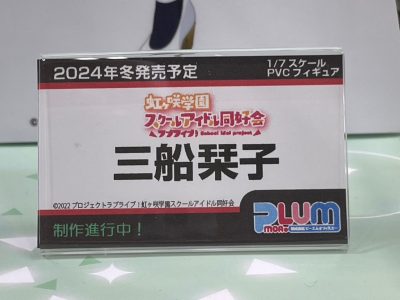 2024年冬発売予定
1/7 スケール
PVCフィギュア
虹ヶ咲学園
スクールアイドル同好会
ラブライブ! School idol project
三船栞子
©2022 プロジェクトラブライブ!虹ヶ咲学園スクールアイドル同好会
制作進行中!
PLUM